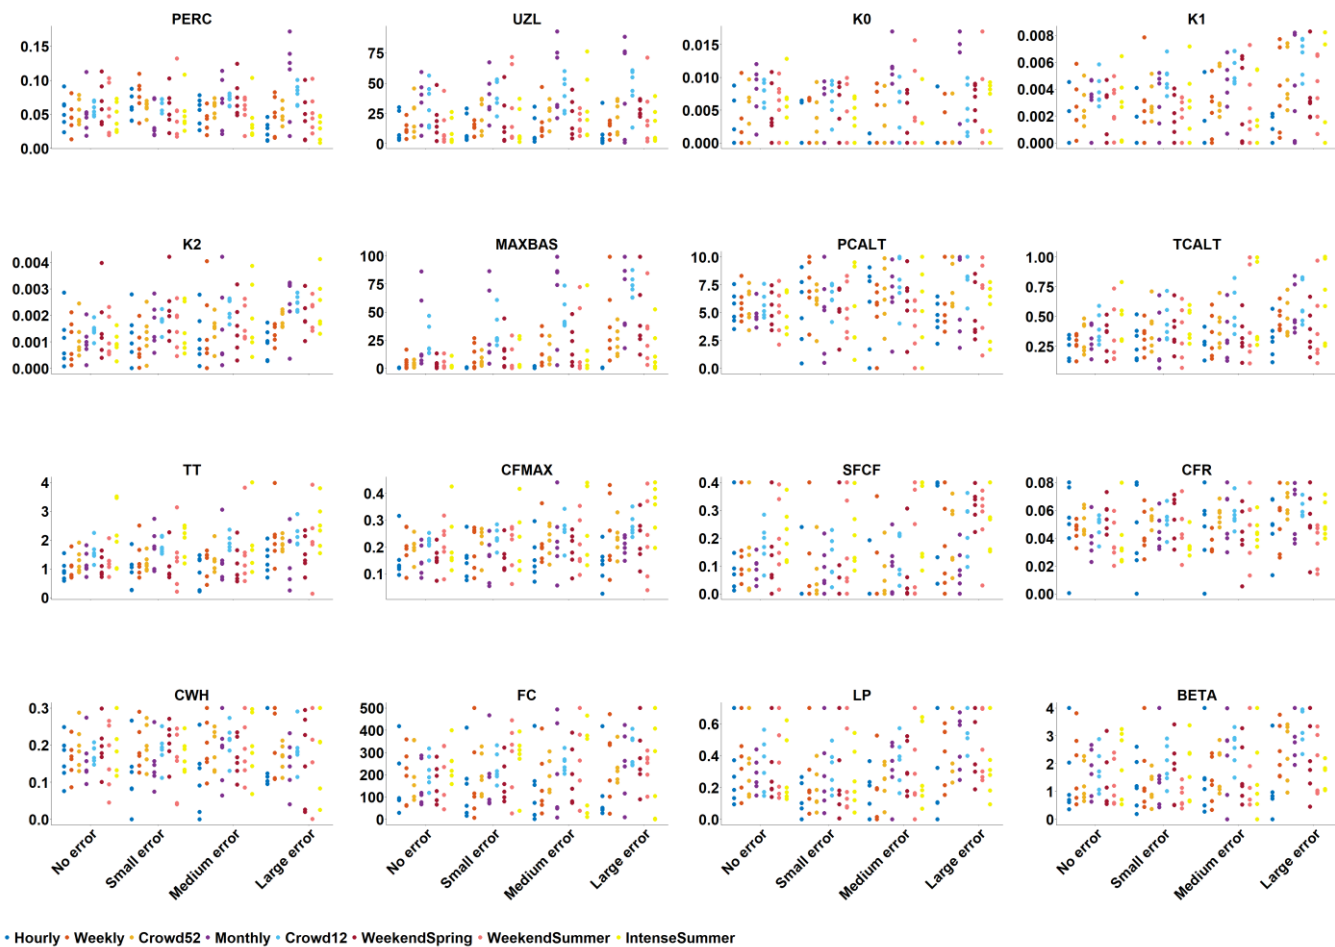 PERC UZL K0 K1
0.15 0.10 0.05 0.00
75 50 25 0
0.015 0.010 0.005 0.000
0.008 0.006 0.004 0.002 0.000
K2 MAXBAS PCALT TCALT
0.004 0.003 0.002 0.001 0.000
100 75 50 25 0
10.0 7.5 5.0 2.5 0.0
1.00 0.75 0.50 0.25
TT CFMAX SFCF CFR
4 3 2 1 0
0.4 0.3 0.2 0.1
0.4 0.3 0.2 0.1 0.0
0.08 0.06 0.04 0.02 0.00
CWH FC LP BETA
0.3 0.2 0.1 0.0
500 400 300 200 100 0
0.6 0.4 0.2 0.0
4 3 2 1 0
No error Small error Medium error Large error No error Small error Medium error Large error No error Small error Medium error Large error No error Small error Medium error Large error
Hourly Weekly Crowd52 Monthly Crowd12 WeekendSpring WeekendSummer IntenseSummer